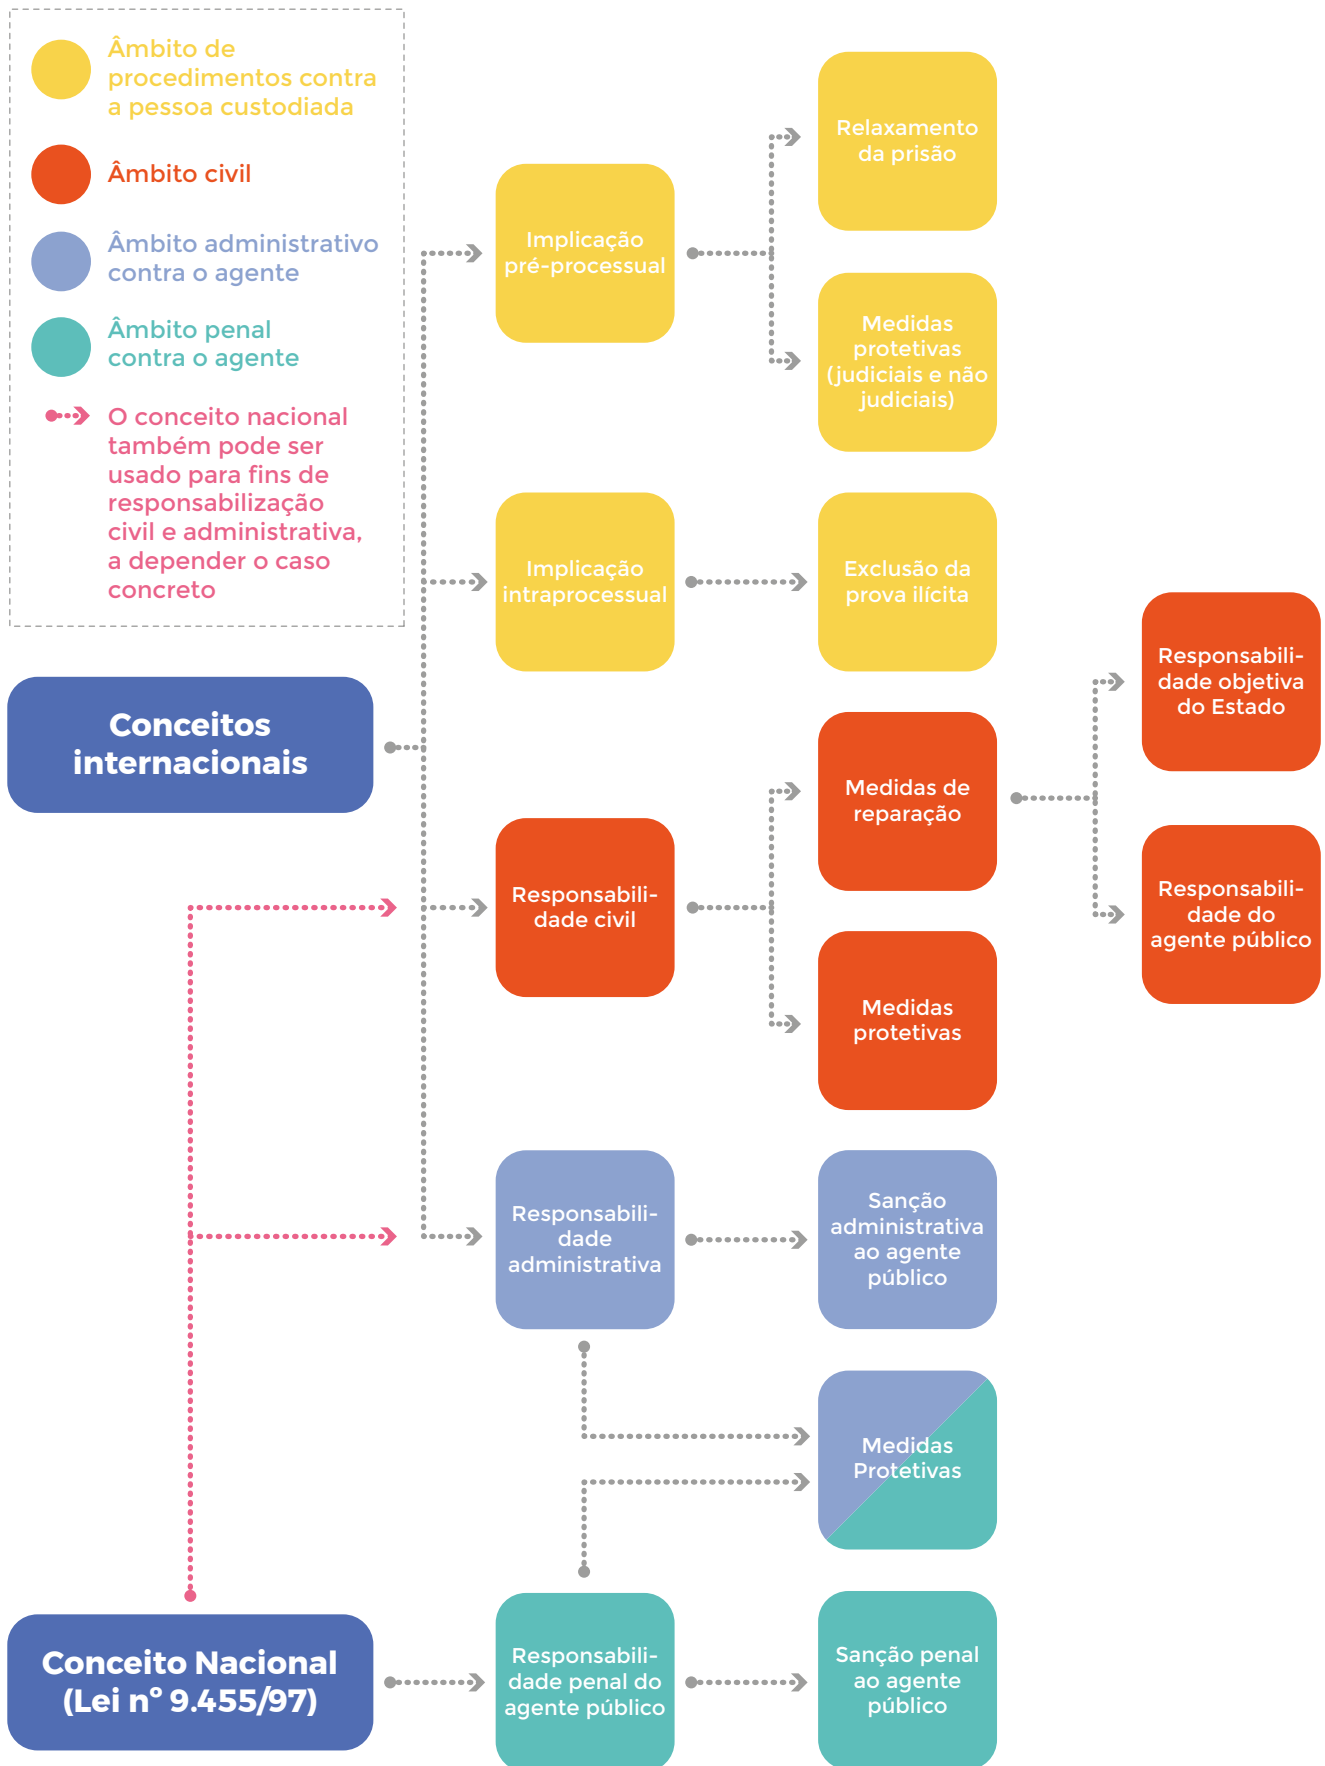 Âmbito de
procedimentos contra
a pessoa custodiada
Âmbito civil
Âmbito administrativo
contra o agente
Âmbito penal
contra o agente
O conceito nacional
também pode ser
usado para fins de
responsabilização
civil e administrativa,
a depender o caso
concreto
Conceitos
internacionais
Implicação
pré-processual
Relaxamento
da prisão
Medidas
protetivas
(judiciais e não
judiciais)
Implicação
intraprocessual
Exclusão da
prova ilícita
Responsabili-
dade civil
Medidas de
reparação
Responsabili-
dade objetiva
do Estado
Responsabili-
dade do
agente público
Medidas
protetivas
Responsabili-
dade
administrativa
Sanção
administrativa
ao agente
público
Medidas
Protetivas
Conceito Nacional
(Lei nº 9.455/97)
Responsabili-
dade penal do
agente público
Sanção penal
ao agente
público